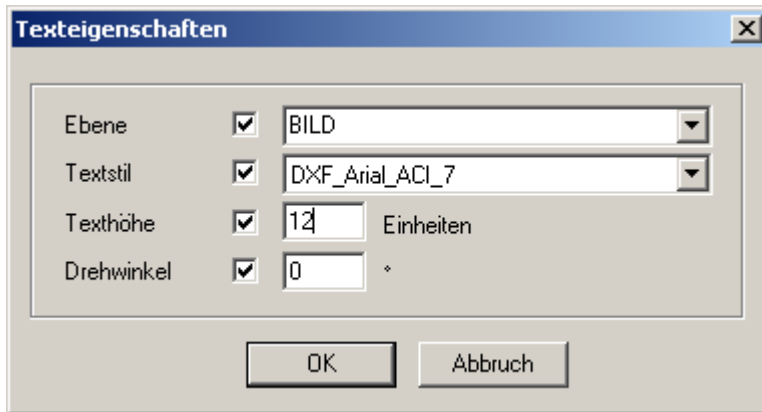 Texteigenschaften
Ebene BILD
Textstil DXF_Arial_ACI_7
Texthöhe 12 Einheiten
Drehwinkel 0 °
OK Abbruch